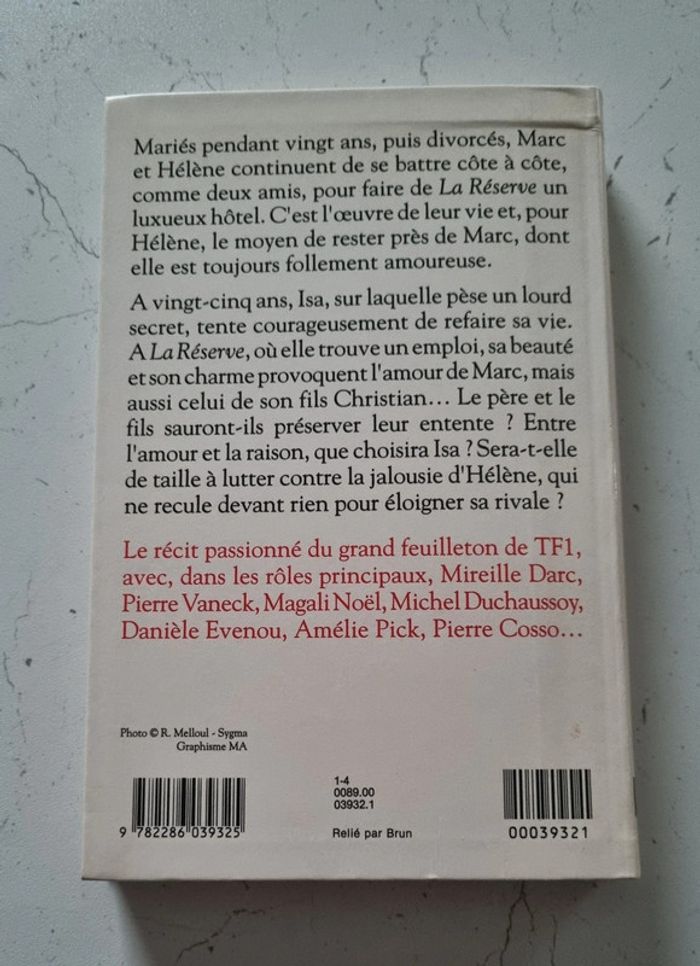 Mariés pendant vingt ans, puis divorcés, Marc
et Hélène continuent de se battre côte à côte,
comme deux amis, pour faire de La Réserve un
luxueux hôtel. C'est l'œuvre de leur vie et, pour
Hélène, le moyen de rester près de Marc, dont
elle est toujours follement amoureuse.
A vingt-cinq ans, Isa, sur laquelle pèse un lourd
secret, tente courageusement de refaire sa vie.
A La Réserve, où elle trouve un emploi, sa beauté
et son charme provoquent l'amour de Marc, mais
aussi celui de son fils Christian... Le père et le
fils sauront-ils préserver leur entente ? Entre
l'amour et la raison, que choisira Isa ? Sera-t-elle
de taille à lutter contre la jalousie d'Hélène, qui
ne recule devant rien pour éloigner sa rivale ?
Le récit passionné du grand feuilleton de TF1,
avec, dans les rôles principaux, Mireille Darc,
Pierre Vaneck, Magali Noël, Michel Duchaussoy,
Danièle Evenou, Amélie Pick, Pierre Cosso...
Photo © R. Melloul - Sygma
Graphisme MA
9 782286 039325
1-4
0089.00
03932.1
Relié par Brun
00039321